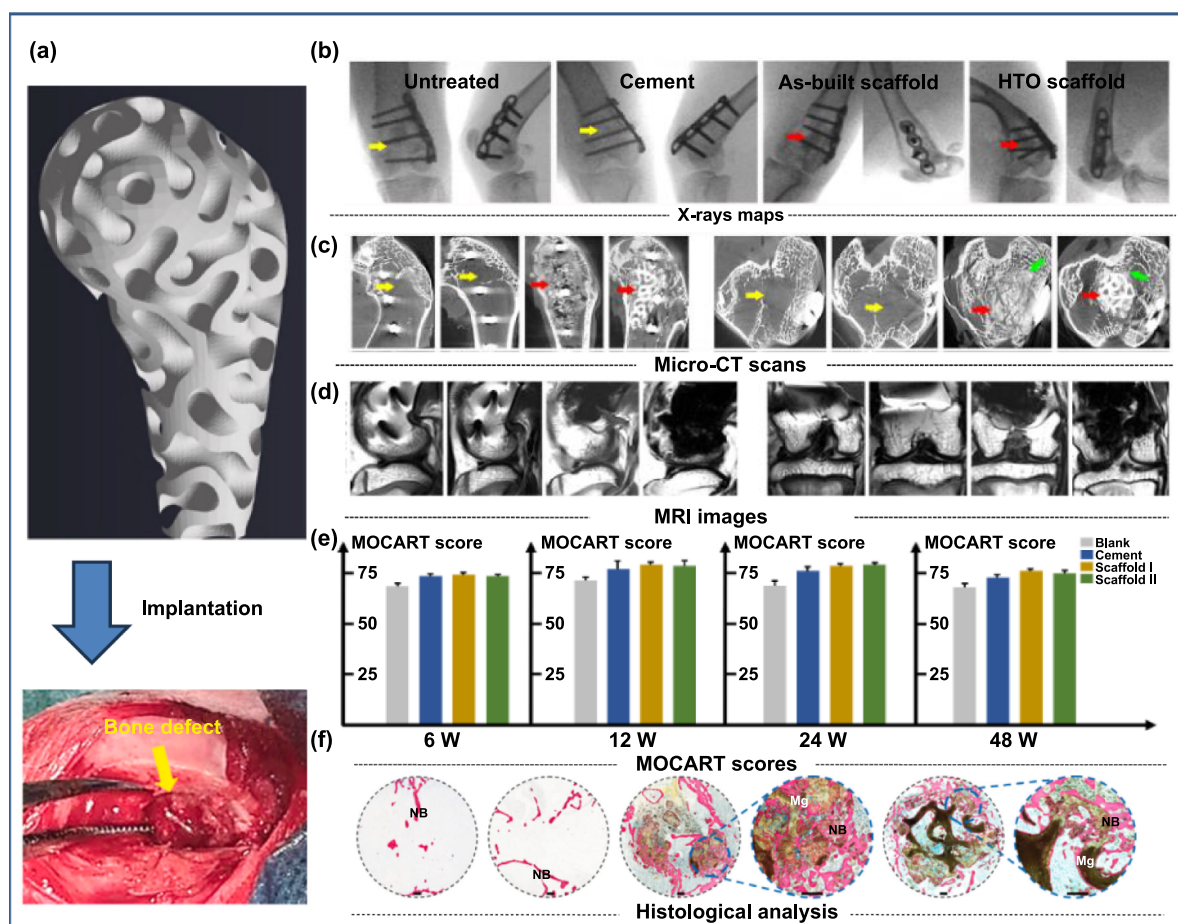 (a)
Implantation
Bone defect
(b)
Untreated
Cement
As-built scaffold
HTO scaffold
X-rays maps
(c)
Micro-CT scans
(d)
MRI images
(e)
MOCART score
75
50
25
MOCART score
75
50
25
MOCART score
75
50
25
MOCART score
75
50
25
Blank
Cement
Scaffold I
Scaffold II
6 W
12 W
24 W
48 W
MOCART scores
(f)
NB
NB
Mg
NB
NB
Mg
Histological analysis